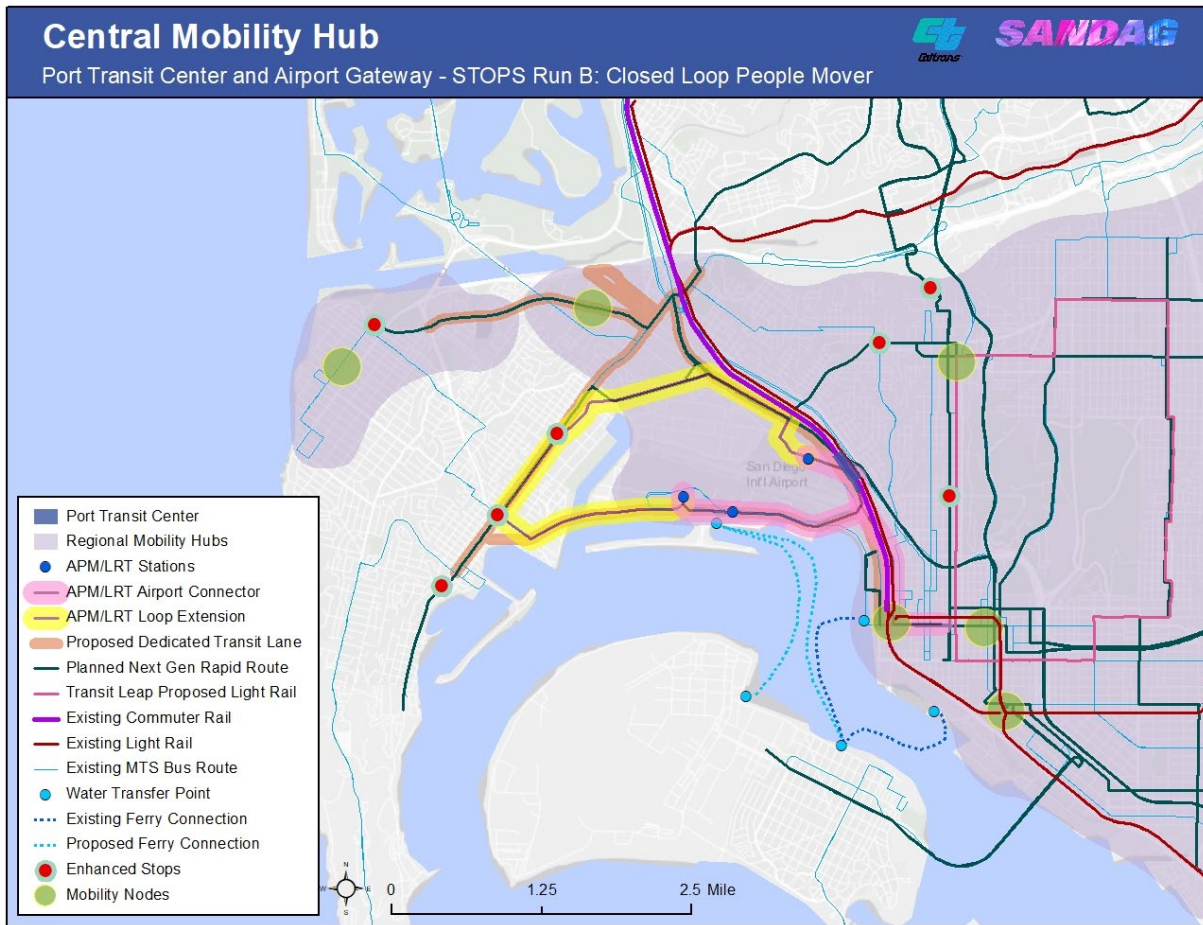 Central Mobility Hub
Port Transit Center and Airport Gateway - STOPS Run B: Closed Loop People Mover
Caltrans
SANDAG
San Diego
Int'l Airport
Port Transit Center
Regional Mobility Hubs
APM/LRT Stations
APM/LRT Airport Connector
APM/LRT Loop Extension
Proposed Dedicated Transit Lane
Planned Next Gen Rapid Route
Transit Leap Proposed Light Rail
Existing Commuter Rail
Existing Light Rail
Existing MTS Bus Route
Water Transfer Point
Existing Ferry Connection
Proposed Ferry Connection
Enhanced Stops
Mobility Nodes
N
W E
S
0 1.25 2.5 Mile